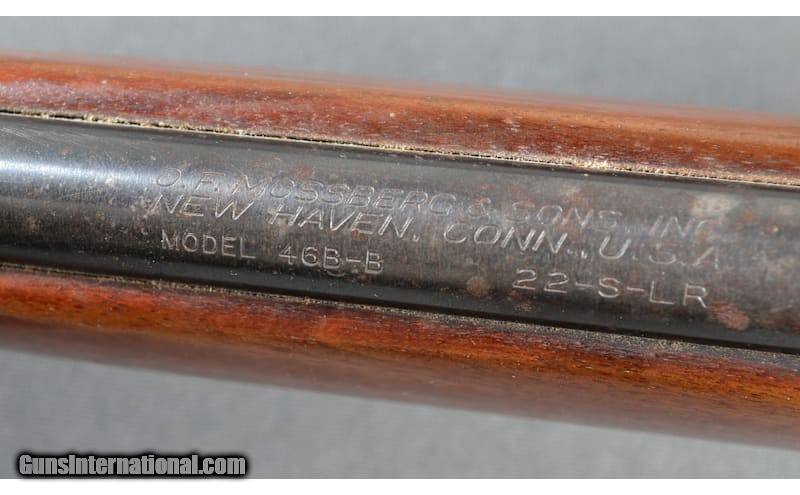 O.F. MOSSBERG & SONS, INC.
NEW HAVEN, CONN., U.S.A
MODEL 46B-B 22-S-LR
GunsInternational.com